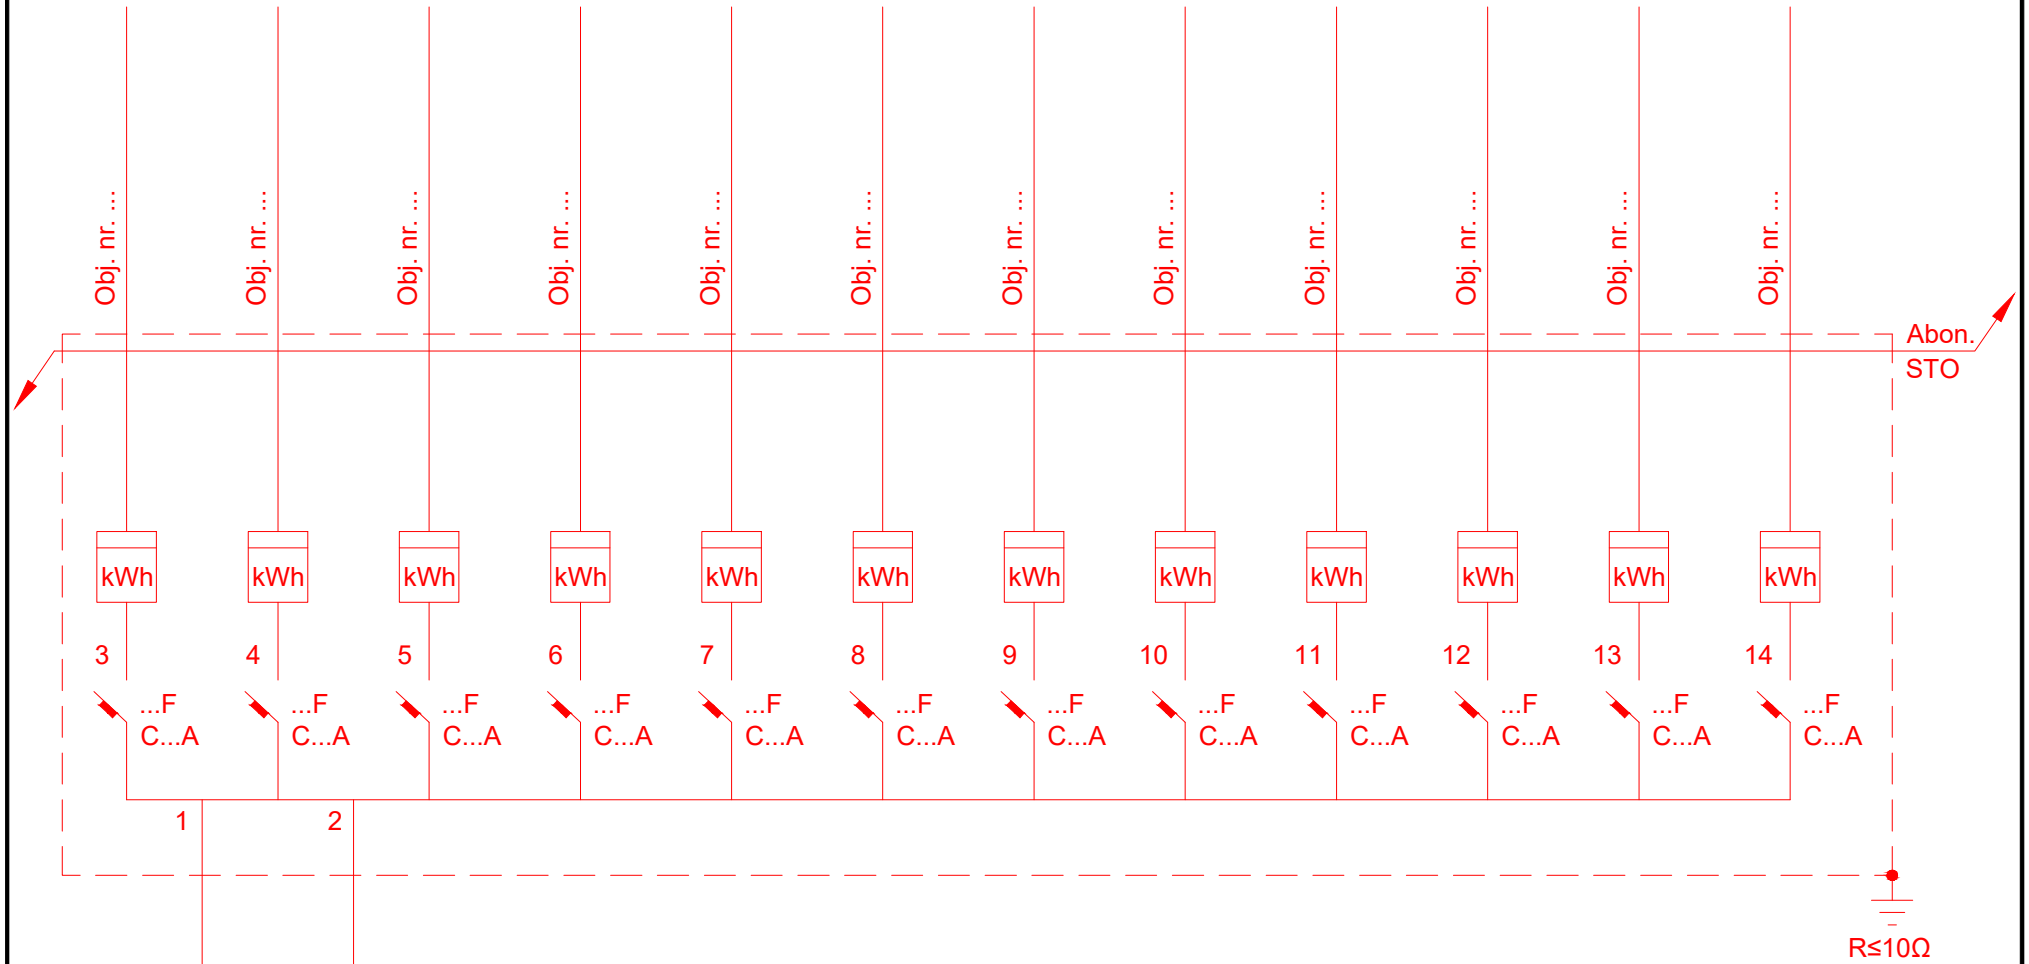 Obj. nr. ...
Obj. nr. ...
Obj. nr. ...
Obj. nr. ...
Obj. nr. ...
Obj. nr. ...
Obj. nr. ...
Obj. nr. ...
Obj. nr. ...
Obj. nr. ...
Obj. nr. ...
Obj. nr. ...
Abon.
STO
kWh kWh kWh kWh kWh kWh kWh kWh kWh kWh kWh kWh
3 4 5 6 7 8 9 10 11 12 13 14
...F ...F ...F ...F ...F ...F ...F ...F ...F ...F ...F ...F
C...A C...A C...A C...A C...A C...A C...A C...A C...A C...A C...A C...A
1 2
R≤10Ω